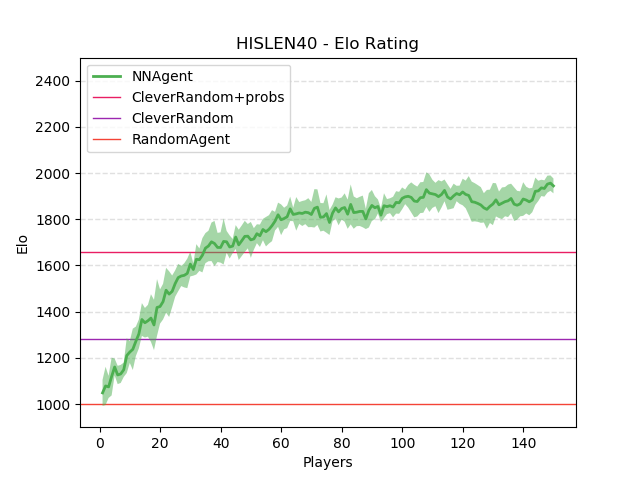 HISLEN40 - Elo Rating
NNAgent
CleverRandom+probs
CleverRandom
RandomAgent
2400
2200
2000
1800
1600
1400
1200
1000
Elo
0 20 40 60 80 100 120 140
Players